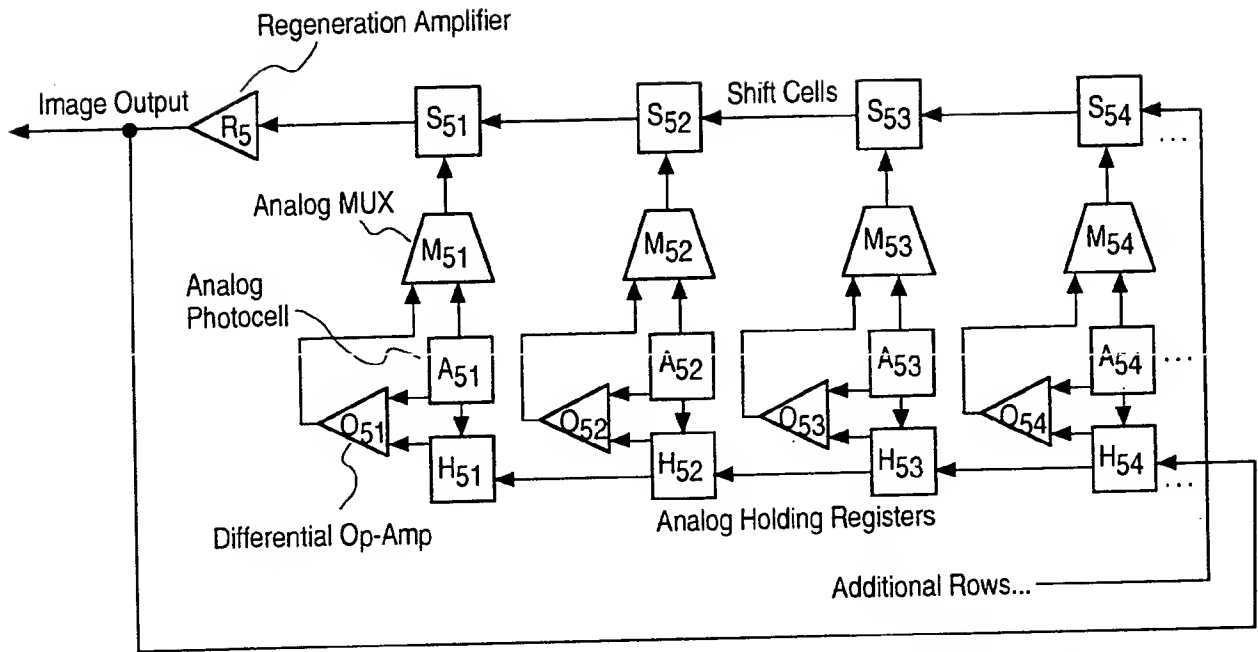 Regeneration Amplifier
Image Output
Shift Cells
R5
S51
S52
S53
S54
...
Analog MUX
M51
M52
M53
M54
Analog
Photocell
A51
A52
A53
A54
...
O51
O52
O53
O54
H51
H52
H53
H54
...
Differential Op-Amp
Analog Holding Registers
Additional Rows...